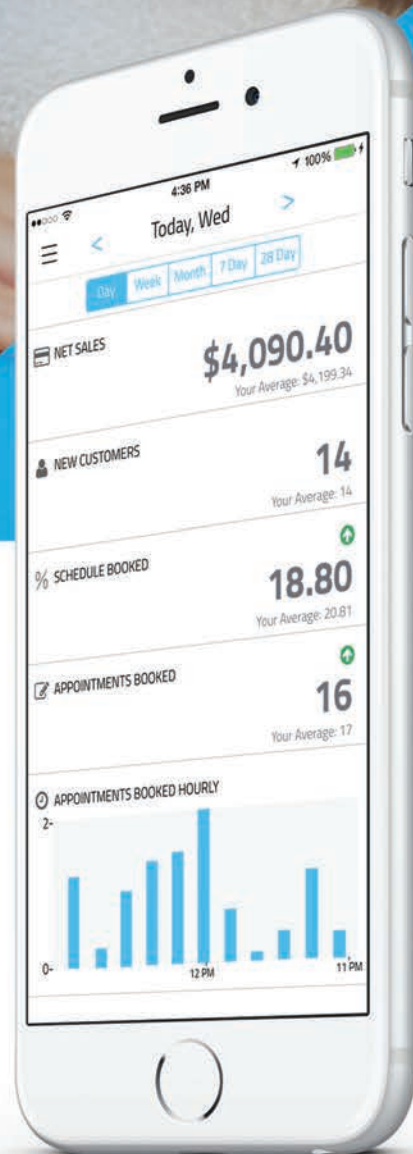 100%
4:36 PM
Today, Wed
Day Week Month 7 Day 28 Day
NET SALES
$4,090.40
Your Average: $4,199.34
NEW CUSTOMERS
14
Your Average: 14
% SCHEDULE BOOKED
18.80
Your Average: 20.81
APPOINTMENTS BOOKED
16
Your Average: 17
APPOINTMENTS BOOKED HOURLY
2-
0-
12 PM
11 PM